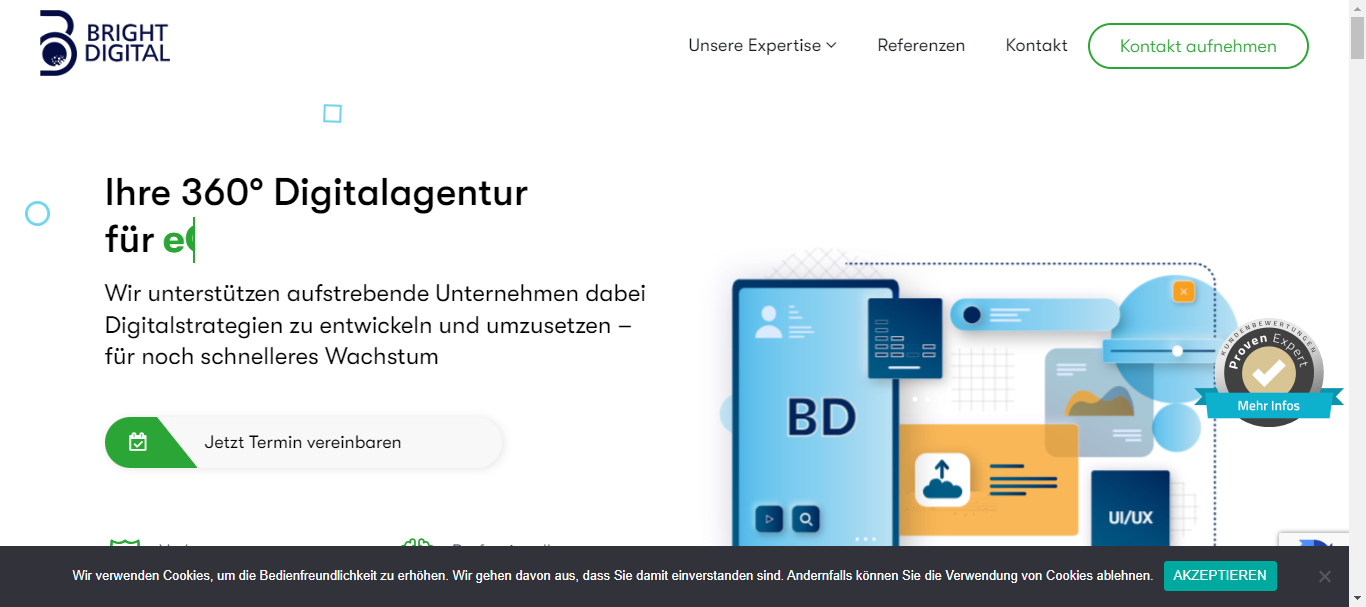 BRIGHT
DIGITAL
Unsere Expertise
Referenzen
Kontakt
Kontakt aufnehmen
Ihre 360° Digitalagentur
für e
Wir unterstützen aufstrebende Unternehmen dabei
Digitalstrategien zu entwickeln und umzusetzen –
für noch schnelleres Wachstum
Jetzt Termin vereinbaren
BD
UI/UX
KUNDENBEWERTUNGEN
Proven Expert
Mehr Infos
Wir verwenden Cookies, um die Bedienfreundlichkeit zu erhöhen. Wir gehen davon aus, dass Sie damit einverstanden sind. Andernfalls können Sie die Verwendung von Cookies ablehnen.
AKZEPTIEREN